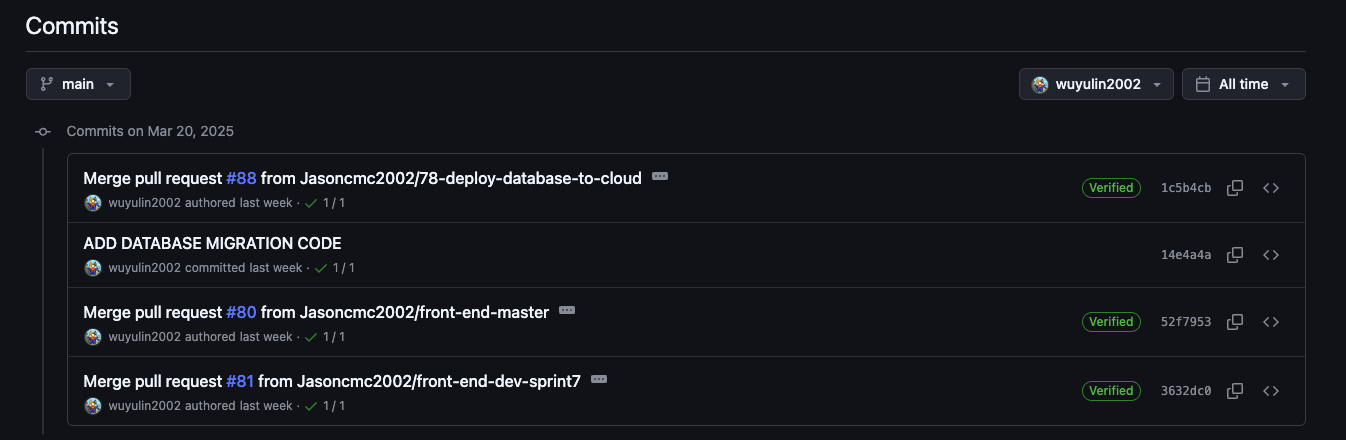 Commits
main
wuyulin2002
All time
Commits on Mar 20, 2025
Merge pull request #88 from Jasoncmc2002/78-deploy-database-to-cloud
wuyulin2002 authored last week · 1 / 1
Verified
1c5b4cb
ADD DATABASE MIGRATION CODE
wuyulin2002 committed last week · 1 / 1
14e4a4a
Merge pull request #80 from Jasoncmc2002/front-end-master
wuyulin2002 authored last week · 1 / 1
Verified
52f7953
Merge pull request #81 from Jasoncmc2002/front-end-dev-sprint7
wuyulin2002 authored last week · 1 / 1
Verified
3632dc0